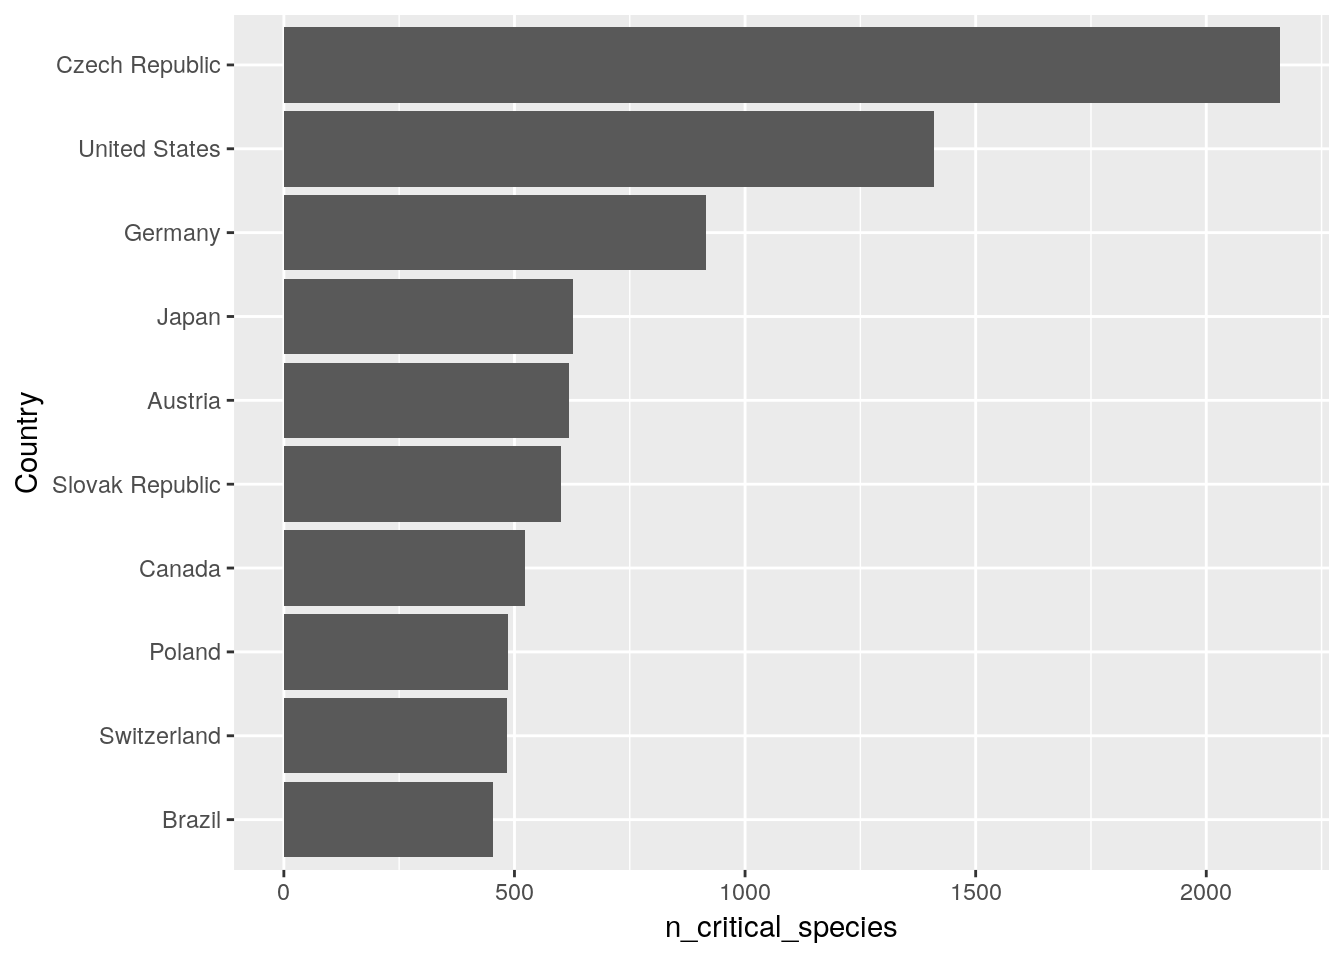 Czech Republic
United States
Germany
Japan
Austria
Slovak Republic
Canada
Poland
Switzerland
Brazil
Country
0 500 1000 1500 2000
n_critical_species